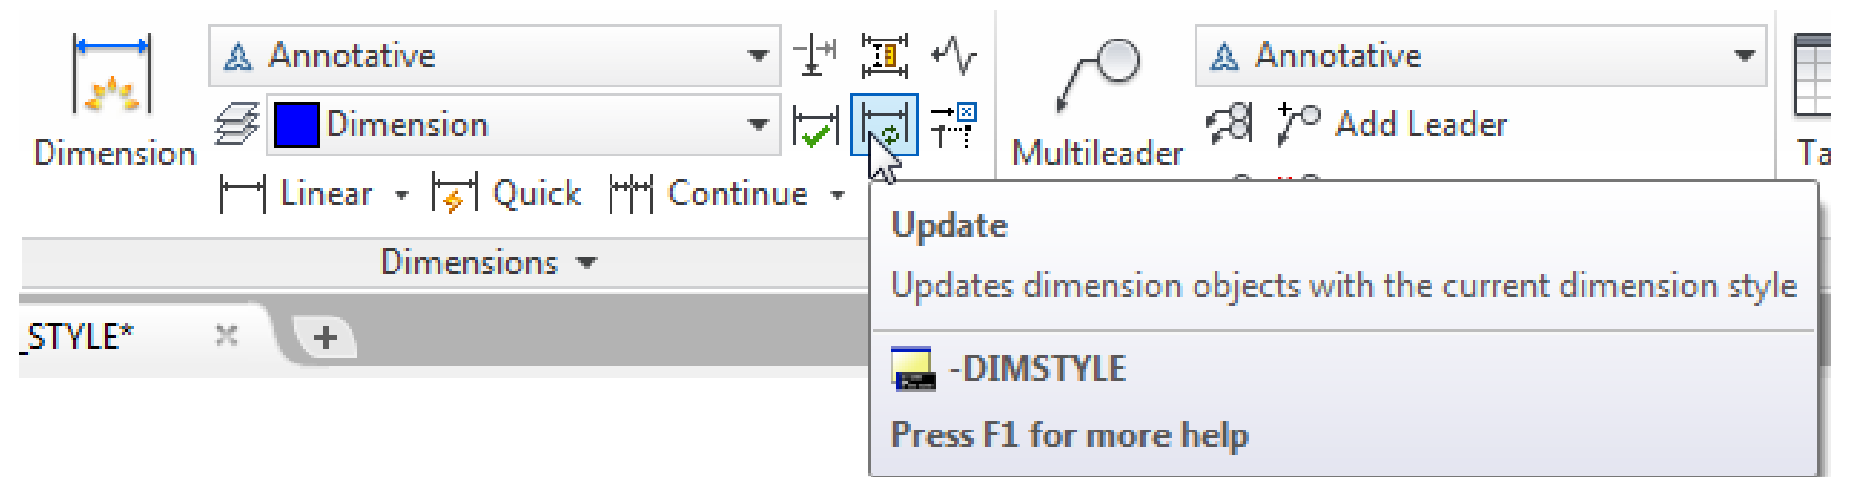 Annotative
Annotative
Dimension
Add Leader
Dimension
Multileader
Ta
Linear
Quick
Continue
Update
Dimensions
Updates dimension objects with the current dimension style
_STYLE*
-DIMSTYLE
Press F1 for more help